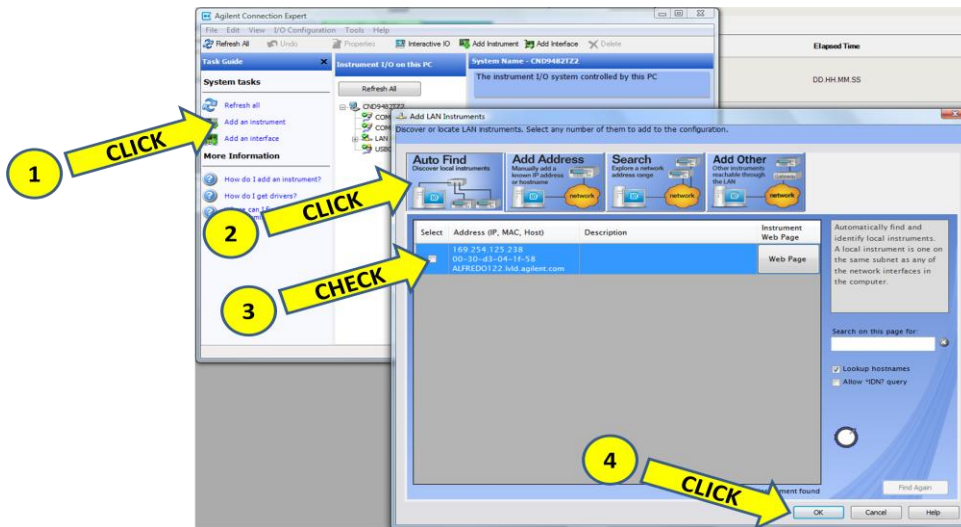 Agilent Connection Expert
File Edit View I/O Configuration Tools Help
Refresh All Undo Properties Interactive IO Add Instrument Add Interface Delete
Task Guide
System tasks
Refresh all
Add an instrument
Add an interface
More Information
How do I add an instrument?
How do I get drivers?
Instrument I/O on this PC
Refresh All
CND9482TZ2
COM
COM
LAN
USB0
System Name - CND9482TZ2
The instrument I/O system controlled by this PC
Elapsed Time
DD.HH.MM.SS
1
CLICK
2
CLICK
3
CHECK
4
CLICK
Add LAN Instruments
Discover or locate LAN instruments. Select any number of them to add to the configuration.
Auto Find
Discover local instruments
Add Address
Manually add a
known IP address
or hostname
network
Search
Explore a network
address range
network
Add Other
Other instruments
reachable through
the LAN
Gateway
network
Select Address (IP, MAC, Host) Description Instrument
Web Page
169.254.125.238
00-30-d3-04-1f-58
ALFREDO122.lvld.agilent.com
Web Page
Automatically find and
identify local instruments.
A local instrument is one on
the same subnet as any of
the network interfaces in
the computer.
Search on this page for:
Lookup hostnames
Allow *IDN? query
found
Find Again
OK Cancel Help